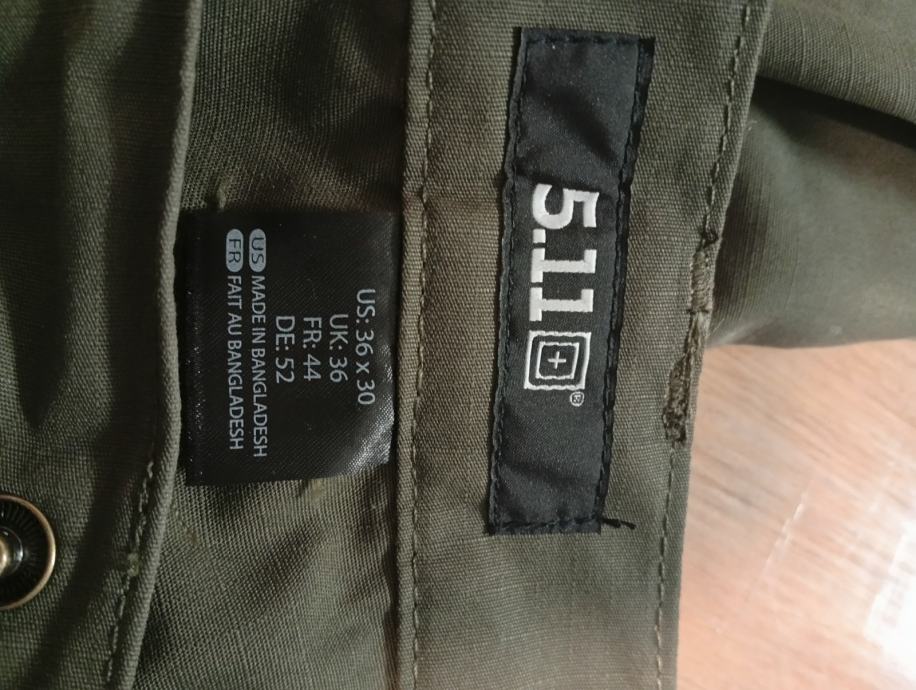 5.11®
US: 36 x 30
UK: 36
FR: 44
DE: 52
US MADE IN BANGLADESH
FR FAIT AU BANGLADESH